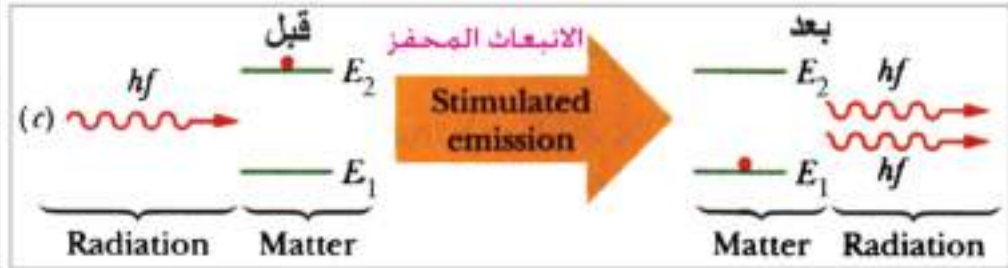 قبل
الانبعاث المحفز
بعد
(c)
hf
E₂
E₁
Stimulated
emission
E₂
E₁
hf
hf
Radiation
Matter
Matter
Radiation